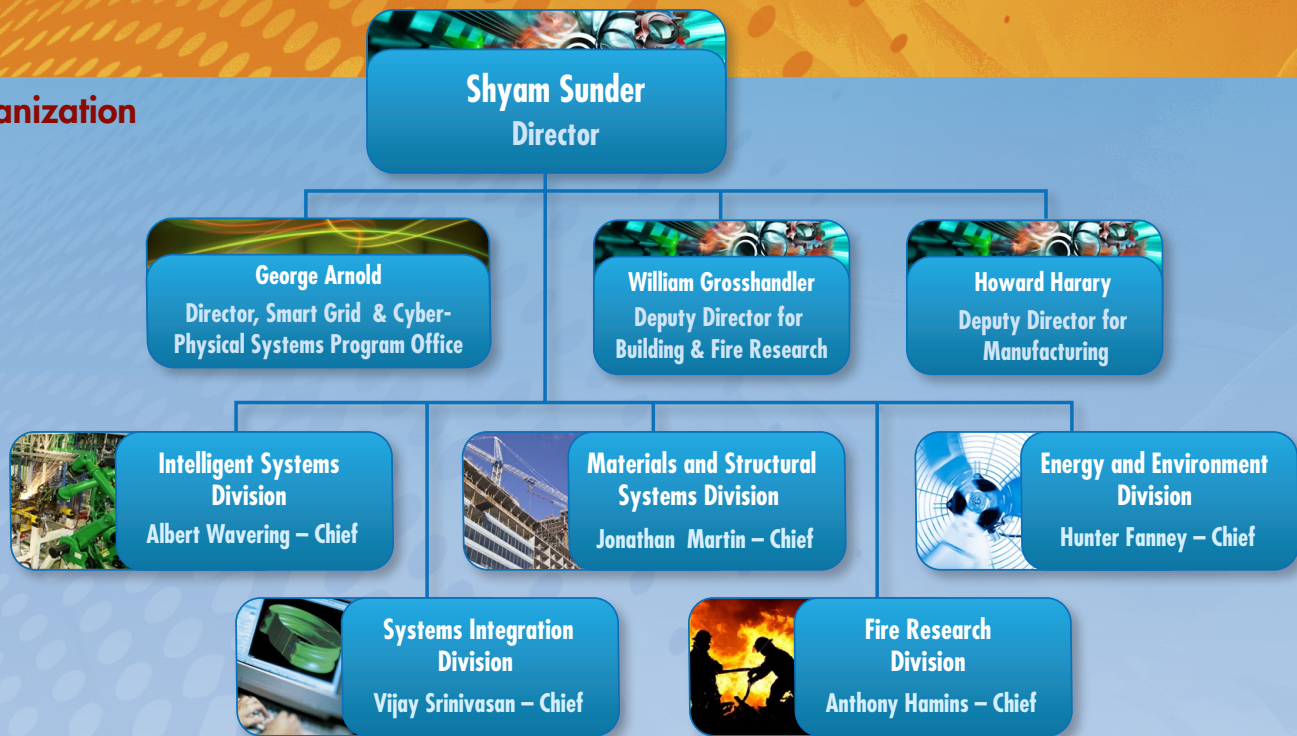 Shyam Sunder
Director
anization
George Arnold
Director, Smart Grid & Cyber-
Physical Systems Program Office
William Grosshandler
Deputy Director for
Building & Fire Research
Howard Harary
Deputy Director for
Manufacturing
Intelligent Systems
Division
Albert Wavering – Chief
Materials and Structural
Systems Division
Jonathan Martin – Chief
Energy and Environment
Division
Hunter Fanney – Chief
Systems Integration
Division
Vijay Srinivasan – Chief
Fire Research
Division
Anthony Hamins – Chief